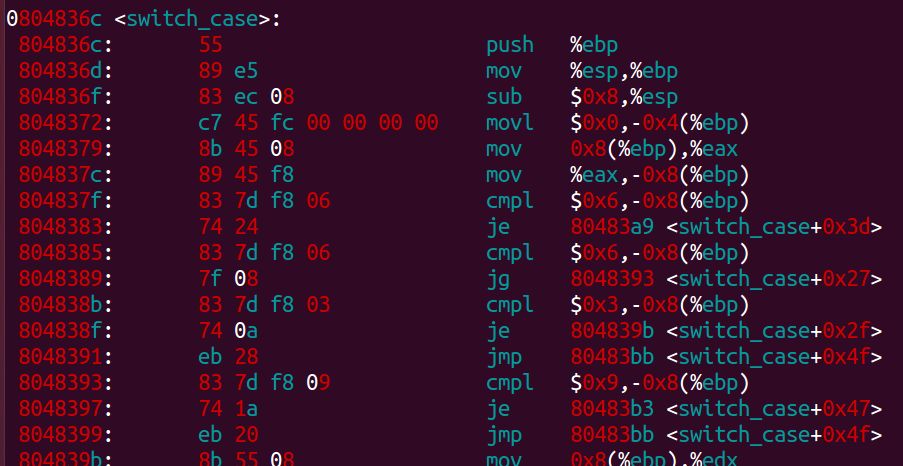 0804836c <switch_case>:
804836c: 55 push %ebp
804836d: 89 e5 mov %esp,%ebp
804836f: 83 ec 08 sub $0x8,%esp
8048372: c7 45 fc 00 00 00 00 movl $0x0,-0x4(%ebp)
8048379: 8b 45 08 mov 0x8(%ebp),%eax
804837c: 89 45 f8 mov %eax,-0x8(%ebp)
804837f: 83 7d f8 06 cmpl $0x6,-0x8(%ebp)
8048383: 74 24 je 80483a9 <switch_case+0x3d>
8048385: 83 7d f8 06 cmpl $0x6,-0x8(%ebp)
8048389: 7f 08 jg 8048393 <switch_case+0x27>
804838b: 83 7d f8 03 cmpl $0x3,-0x8(%ebp)
804838f: 74 0a je 804839b <switch_case+0x2f>
8048391: eb 28 jmp 80483bb <switch_case+0x4f>
8048393: 83 7d f8 09 cmpl $0x9,-0x8(%ebp)
8048397: 74 1a je 80483b3 <switch_case+0x47>
8048399: eb 20 jmp 80483bb <switch_case+0x4f>
804839b: 8b 55 08 mov 0x8(%ebp),%edx